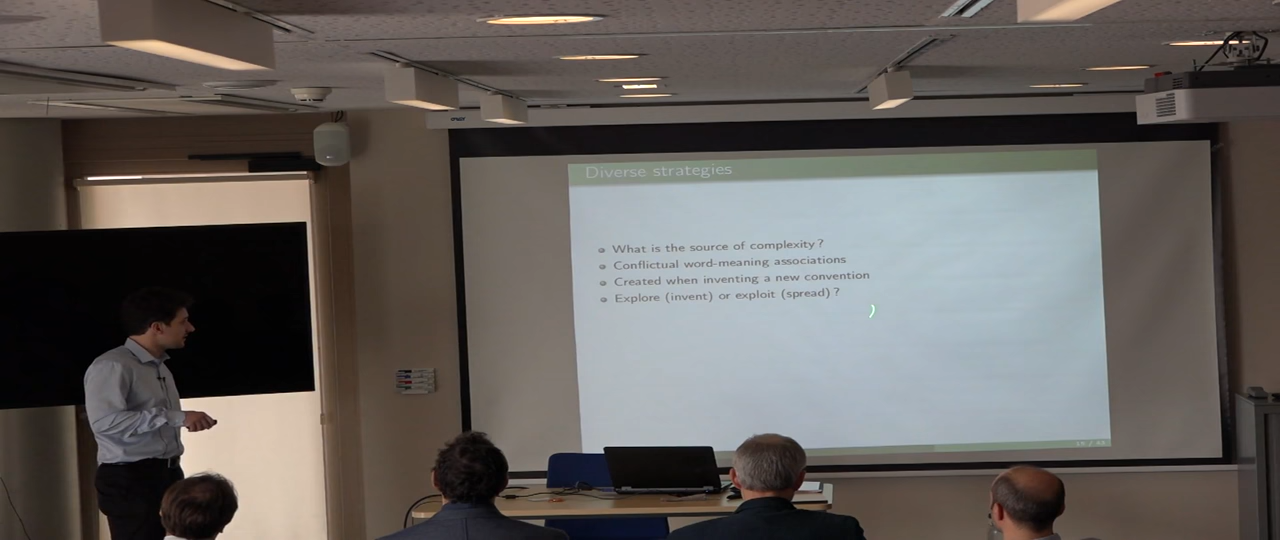 Diverse strategies
What is the source of complexity ?
Conflictual word-meaning associations
Created when inventing a new convention
Explore (invent) or exploit (spread) ?